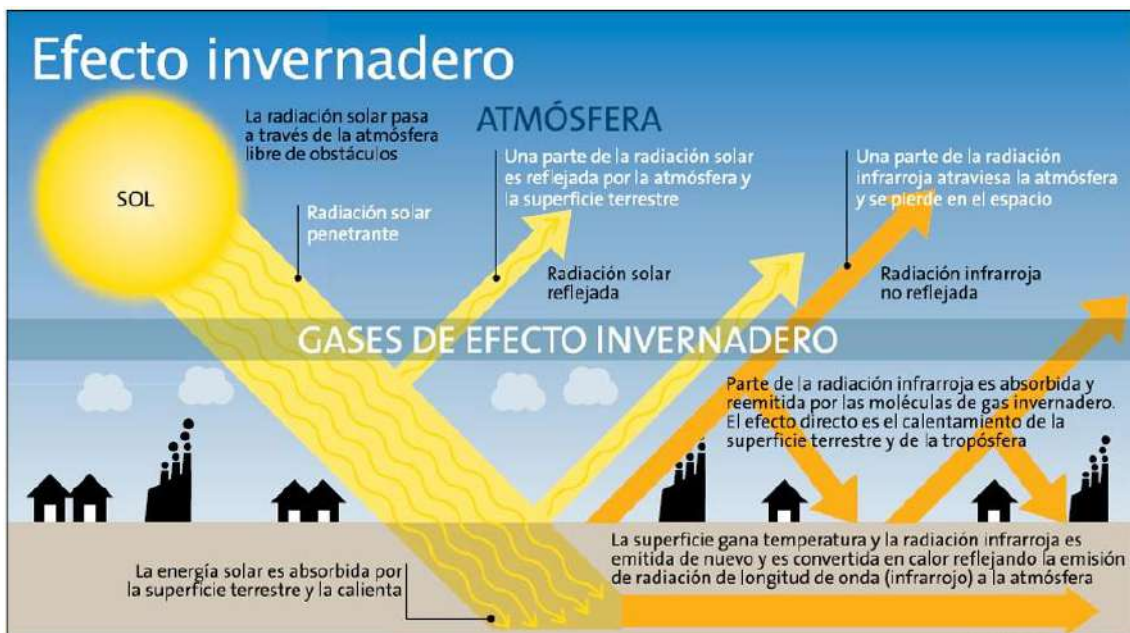 Efecto invernadero
SOL
La radiación solar pasa
a través de la atmósfera
libre de obstáculos
Radiación solar
penetrante
ATMÓSFERA
Una parte de la radiación solar
es reflejada por la atmósfera y
la superficie terrestre
Radiación solar
reflejada
Una parte de la radiación
infrarroja atraviesa la atmósfera
y se pierde en el espacio
Radiación infrarroja
no reflejada
GASES DE EFECTO INVERNADERO
Parte de la radiación infrarroja es absorbida y
reemitida por las moléculas de gas invernadero.
El efecto directo es el calentamiento de la
superficie terrestre y de la tropósfera
La energía solar es absorbida por
la superficie terrestre y la calienta
La superficie gana temperatura y la radiación infrarroja es
emitida de nuevo y es convertida en calor reflejando la emisión
de radiación de longitud de onda (infrarrojo) a la atmósfera